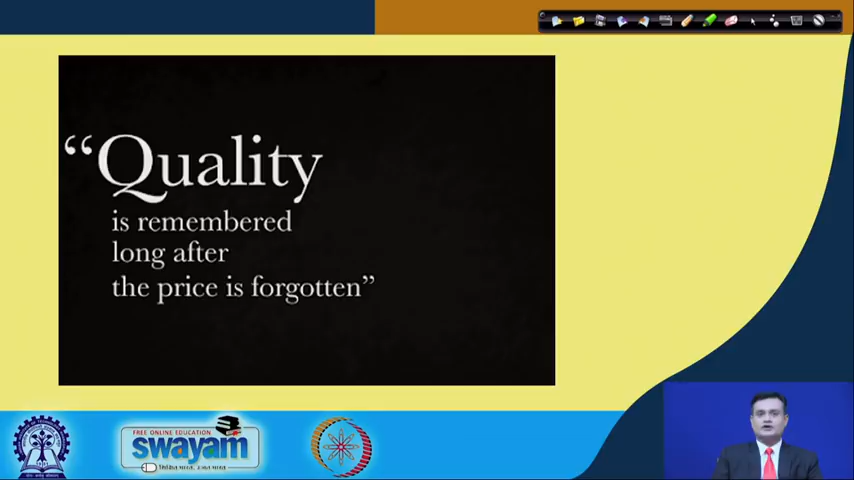 “Quality
is remembered
long after
the price is forgotten”
FREE ONLINE EDUCATION
swayam